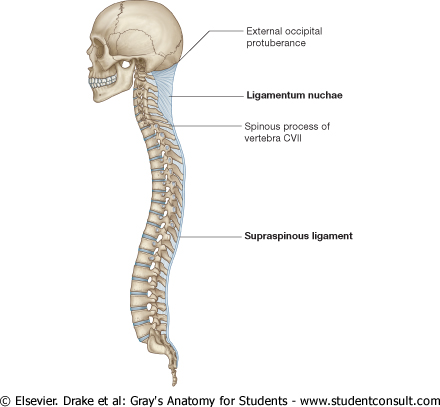 External occipital
protuberance
Ligamentum nuchae
Spinous process of
vertebra CVII
Supraspinous ligament
© Elsevier. Drake et al: Gray's Anatomy for Students - www.studentconsult.com